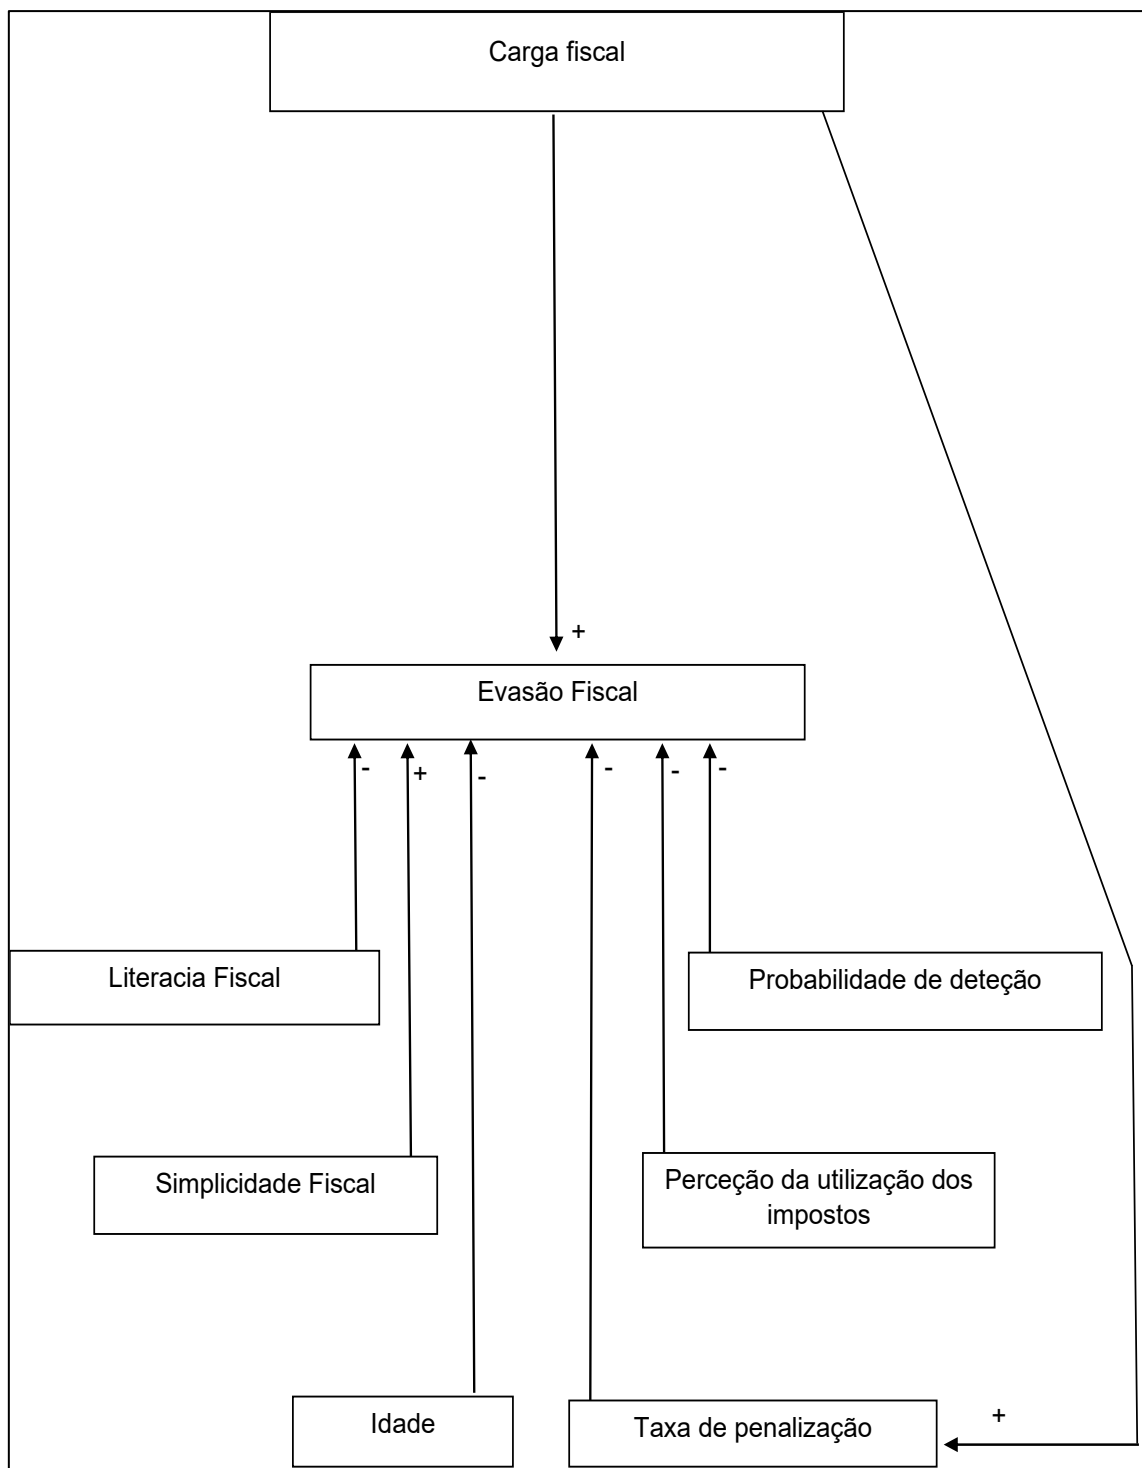 Carga fiscal
+
Evasão Fiscal
-
+
-
-
-
-
Literacia Fiscal
Probabilidade de deteção
Simplicidade Fiscal
Perceção da utilização dos
impostos
Idade
Taxa de penalização
+